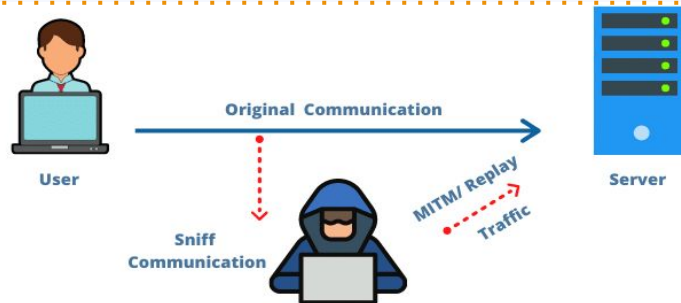 Original Communication
User
Server
MITM/ Replay
Traffic
Sniff
Communication